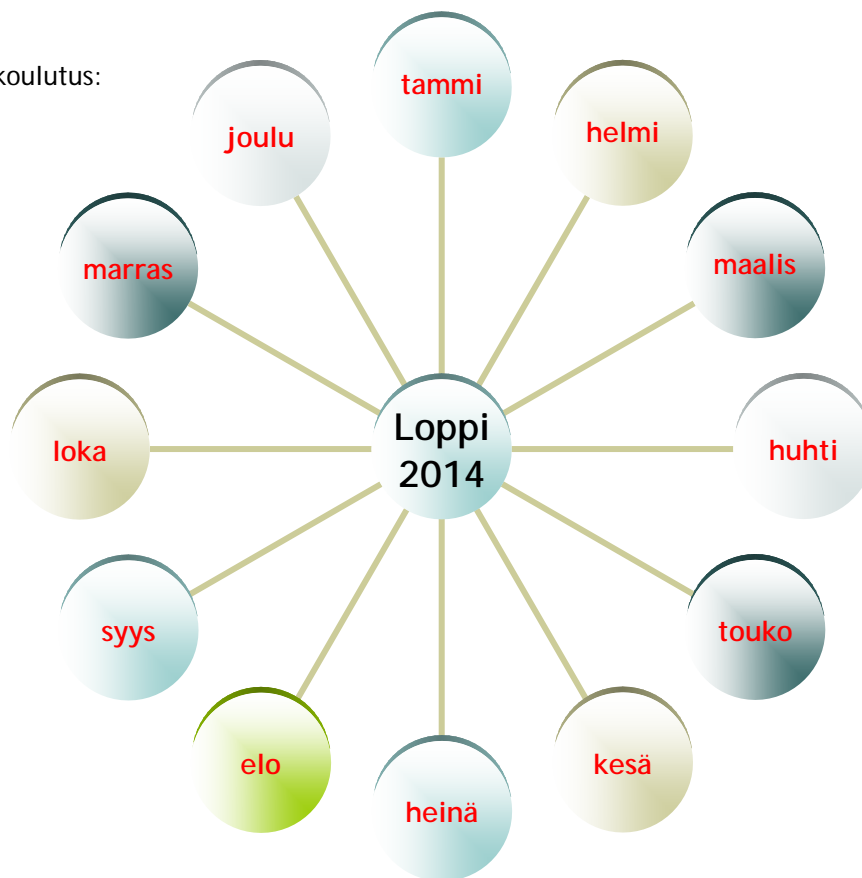 koulutus:
tammi
helmi
maalis
huhti
touko
kesä
heinä
elo
syys
loka
marras
joulu
Loppi
2014